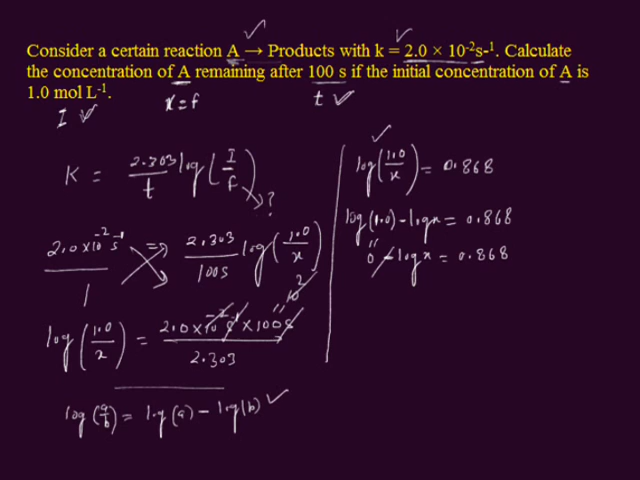 Consider a certain reaction A → Products with k = 2.0 × 10⁻²s-¹. Calculate
the concentration of A remaining after 100 s if the initial concentration of A is
1.0 mol L⁻¹.
I ✓ x = f t ✓
K = 2.303/t log (I/f) → ?
2.0 x 10⁻² s⁻¹ / 1 => 2.303/100s log (1.0/x)
log (1.0/x) = 2.0 x 10⁻² s⁻¹ x 100s / 2.303
10²
log (a/b) = log (a) - log (b) ✓
✓
log (1.0/x) = 0.868
log (1.0) - log x = 0.868
"
0 - log x = 0.868